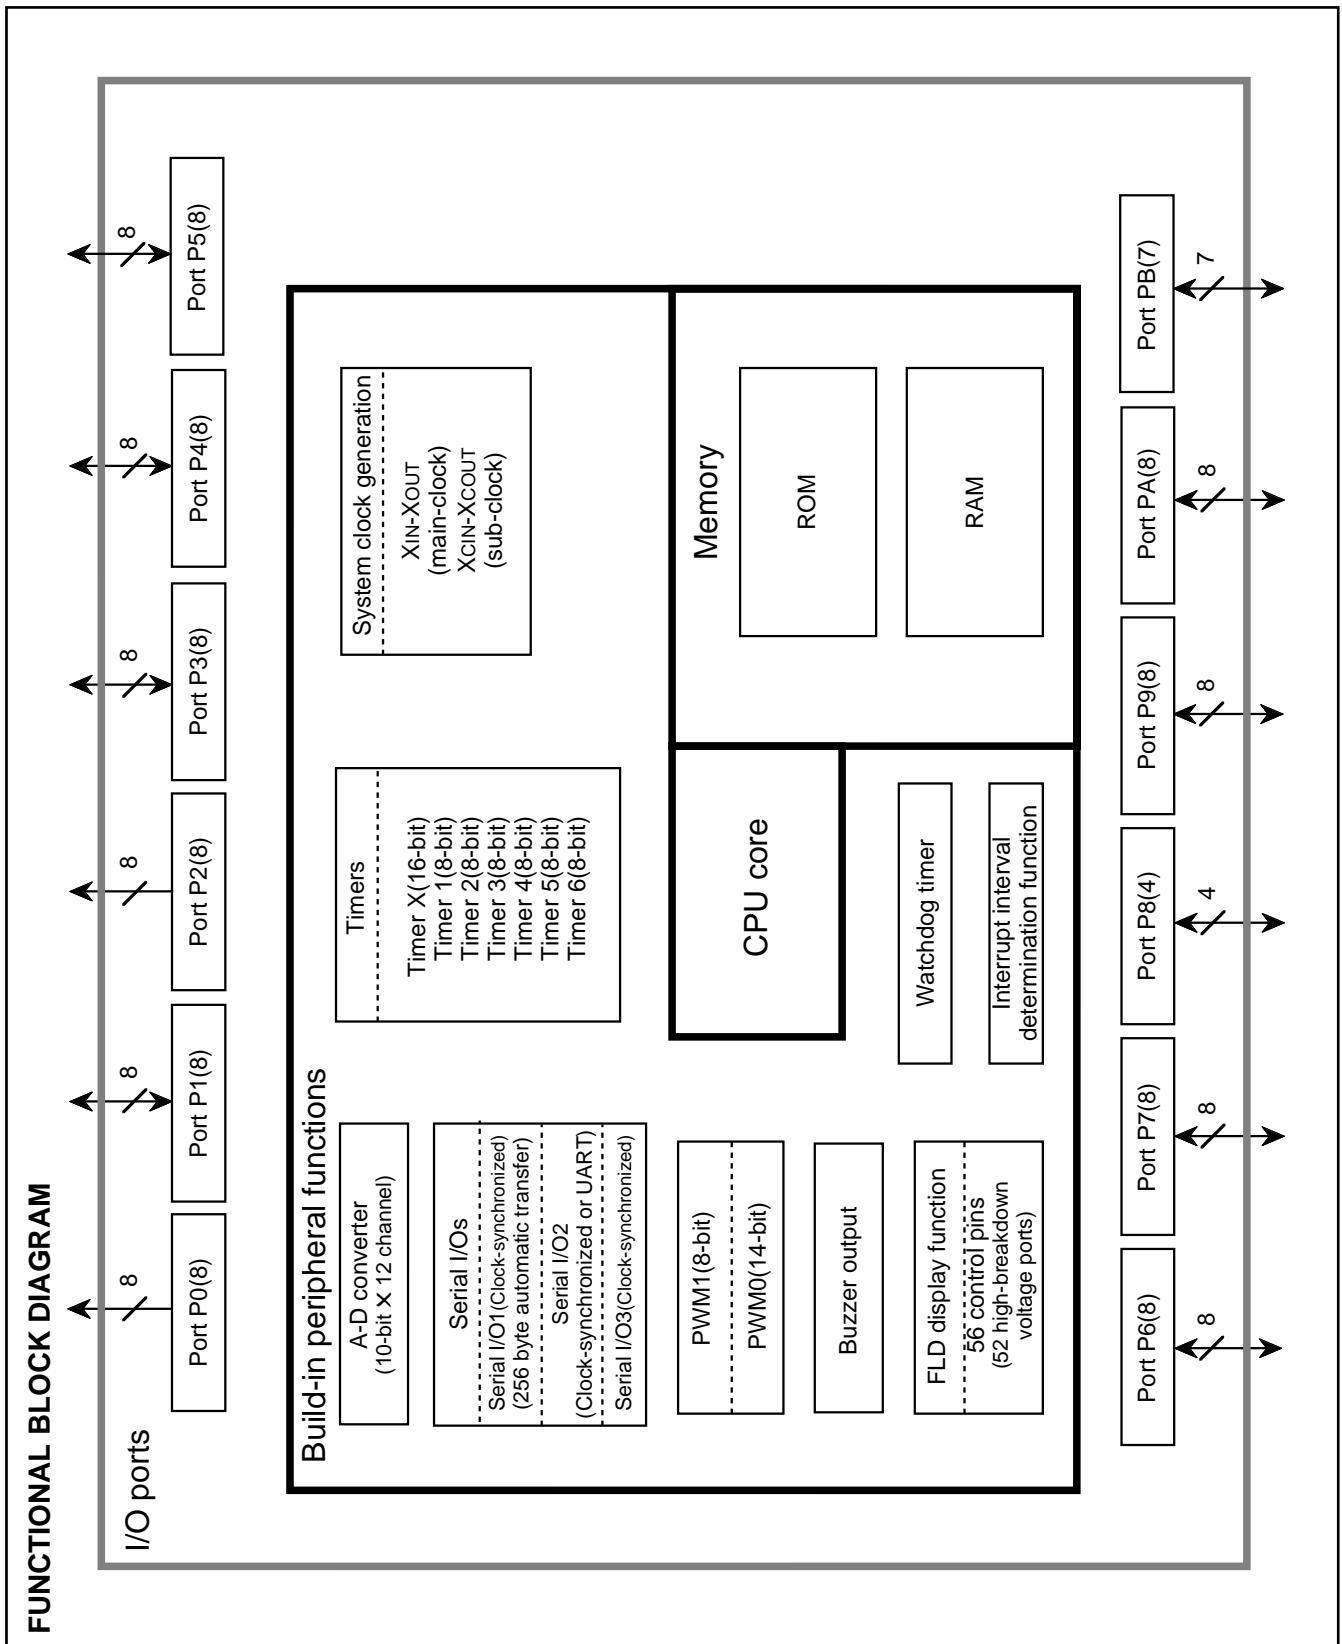 FUNCTIONAL BLOCK DIAGRAM
I/O ports
8
8
8
8
8
8
Port P0(8)
Port P1(8)
Port P2(8)
Port P3(8)
Port P4(8)
Port P5(8)
Build-in peripheral functions
A-D converter
(10-bit X 12 channel)
Serial I/Os
Serial I/O1(Clock-synchronized)
(256 byte automatic transfer)
Serial I/O2
(Clock-synchronized or UART)
Serial I/O3(Clock-synchronized)
PWM1(8-bit)
PWM0(14-bit)
Buzzer output
FLD display function
56 control pins
(52 high-breakdown
voltage ports)
Timers
Timer X(16-bit)
Timer 1(8-bit)
Timer 2(8-bit)
Timer 3(8-bit)
Timer 4(8-bit)
Timer 5(8-bit)
Timer 6(8-bit)
System clock generation
XIN-XOUT
(main-clock)
XCIN-XCOUT
(sub-clock)
CPU core
Watchdog timer
Interrupt interval
determination function
Memory
ROM
RAM
Port P6(8)
Port P7(8)
Port P8(4)
Port P9(8)
Port PA(8)
Port PB(7)
8
8
4
8
8
7